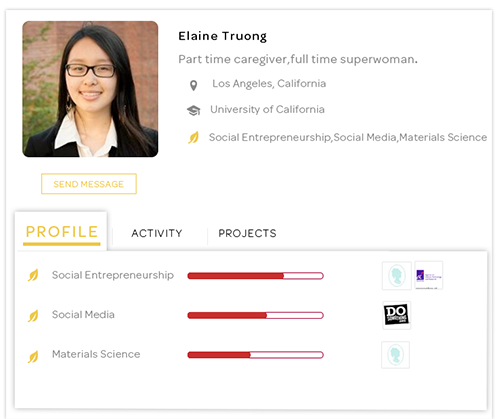 Elaine Truong
Part time caregiver,full time superwoman.
Los Angeles, California
University of California
Social Entrepreneurship,Social Media,Materials Science
SEND MESSAGE
PROFILE
ACTIVITY
PROJECTS
Social Entrepreneurship
Social Media
DO
SOMETHING
Materials Science